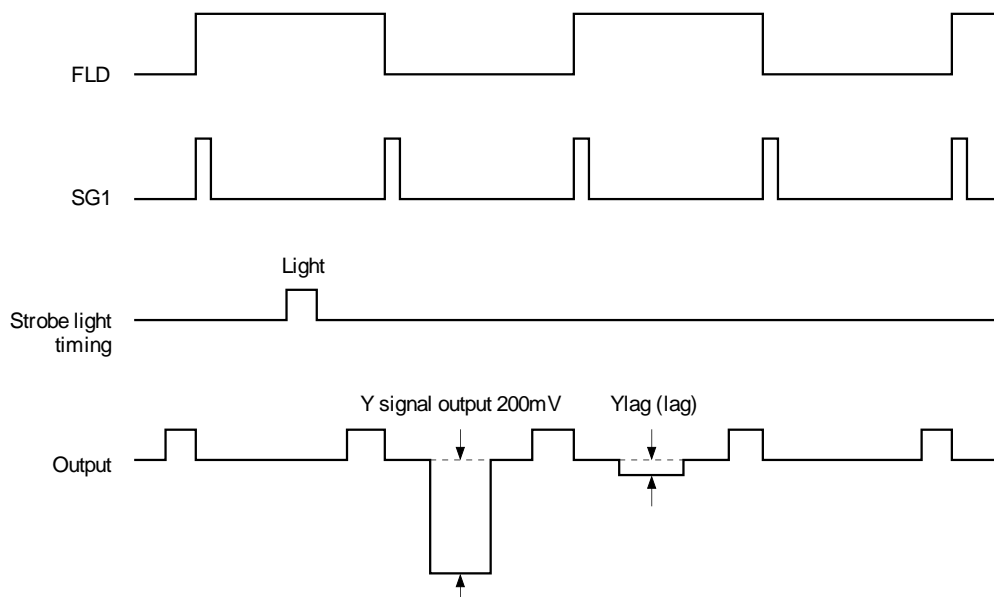 FLD
SG1
Light
Strobe light
timing
Y signal output 200mV
Ylag (lag)
Output